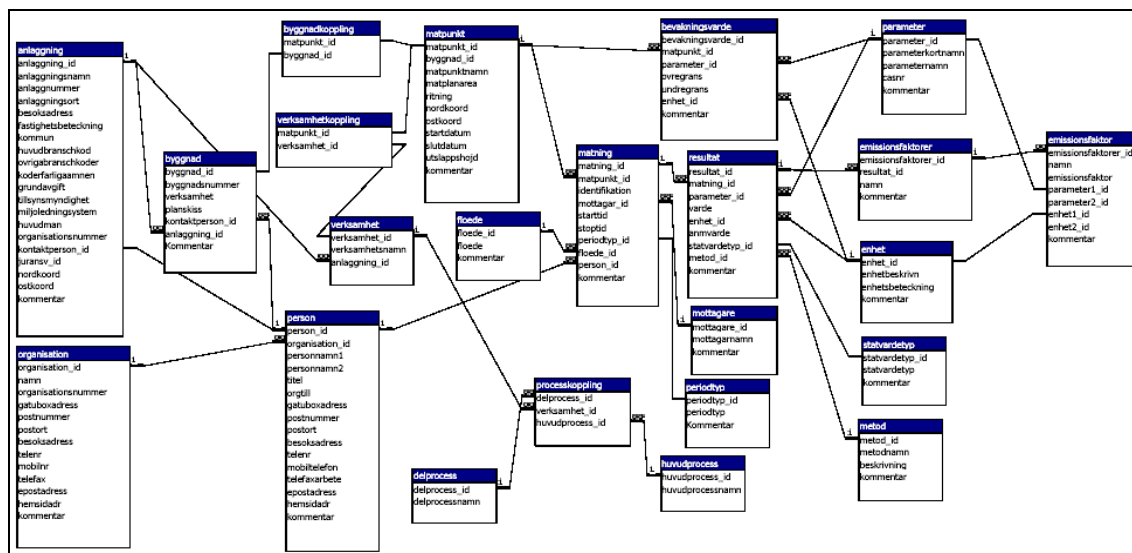 anlaggning
anlaggning_id
anlaggningsnamn
anlaggnummer
anlaggningsort
besoksadress
fastighetsbeteckning
kommun
huvudbranschkod
ovrigabranschkoder
koderfarligaamnen
grundavgift
tillsynsmyndighet
miljoledningsystem
huvudman
organisationsnummer
kontaktperson_id
juransv_id
nordkoord
ostkoord
kommentar
organisation
organisation_id
namn
organisationsnummer
gatuboxadress
postnummer
postort
besoksadress
telenr
mobilnr
telefax
epostadress
hemsidadr
kommentar
byggnad
byggnad_id
byggnadsnummer
verksamhet
planskiss
kontaktperson_id
anlaggning_id
Kommentar
byggnadkoppling
matpunkt_id
byggnad_id
verksamhetkoppling
matpunkt_id
verksamhet_id
verksamhet
verksamhet_id
verksamhetsnamn
anlaggning_id
person
person_id
organisation_id
personnamn1
personnamn2
titel
orgtill
gatuboxadress
postnummer
postort
besoksadress
telenr
mobiltelefon
telefaxarbete
epostadress
hemsidadr
kommentar
matpunkt
matpunkt_id
byggnad_id
matpunktnamn
matplanarea
ritning
nordkoord
ostkoord
startdatum
slutdatum
utslappshojd
kommentar
floede
floede_id
floede
kommentar
delprocess
delprocess_id
delprocessnamn
processkoppling
delprocess_id
verksamhet_id
huvudprocess_id
matning
matning_id
matpunkt_id
identifikation
mottagar_id
starttid
stoptid
periodtyp_id
floede_id
person_id
kommentar
bevakningsvarde
bevakningsvarde_id
matpunkt_id
parameter_id
ovregrans
undregrans
enhet_id
kommentar
resultat
resultat_id
matning_id
parameter_id
varde
enhet_id
anmvarde
statvardetyp_id
metod_id
kommentar
mottagare
mottagare_id
mottagarnamn
kommentar
periodtyp
periodtyp_id
periodtyp
Kommentar
huvudprocess
huvudprocess_id
huvudprocessnamn
parameter
parameter_id
parameterkortnamn
parameternamn
casnr
kommentar
emissionsfaktorer
emissionsfaktorer_id
resultat_id
namn
kommentar
enhet
enhet_id
enhetbeskrivn
enhetsbeteckning
kommentar
statvardetyp
statvardetyp_id
statvardetyp
kommentar
metod
metod_id
metodnamn
beskrivning
kommentar
emissionsfaktor
emissionsfaktorer_id
namn
emissionsfaktor
parameter1_id
parameter2_id
enhet1_id
enhet2_id
kommentar